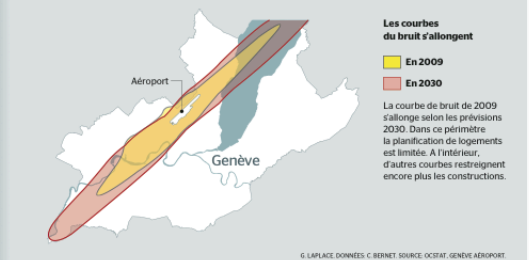 Les courbes
du bruit s'allongent
En 2009
En 2030
La courbe de bruit de 2009
s'allonge selon les prévisions
2030. Dans ce périmètre
la planification de logements
est limitée. A l'intérieur,
d'autres courbes restreignent
encore plus les constructions.
Aéroport
Genève
G. LAPLACE. DONNÉES: C. BERNET. SOURCE: OCSTAT, GENÈVE AÉROPORT.